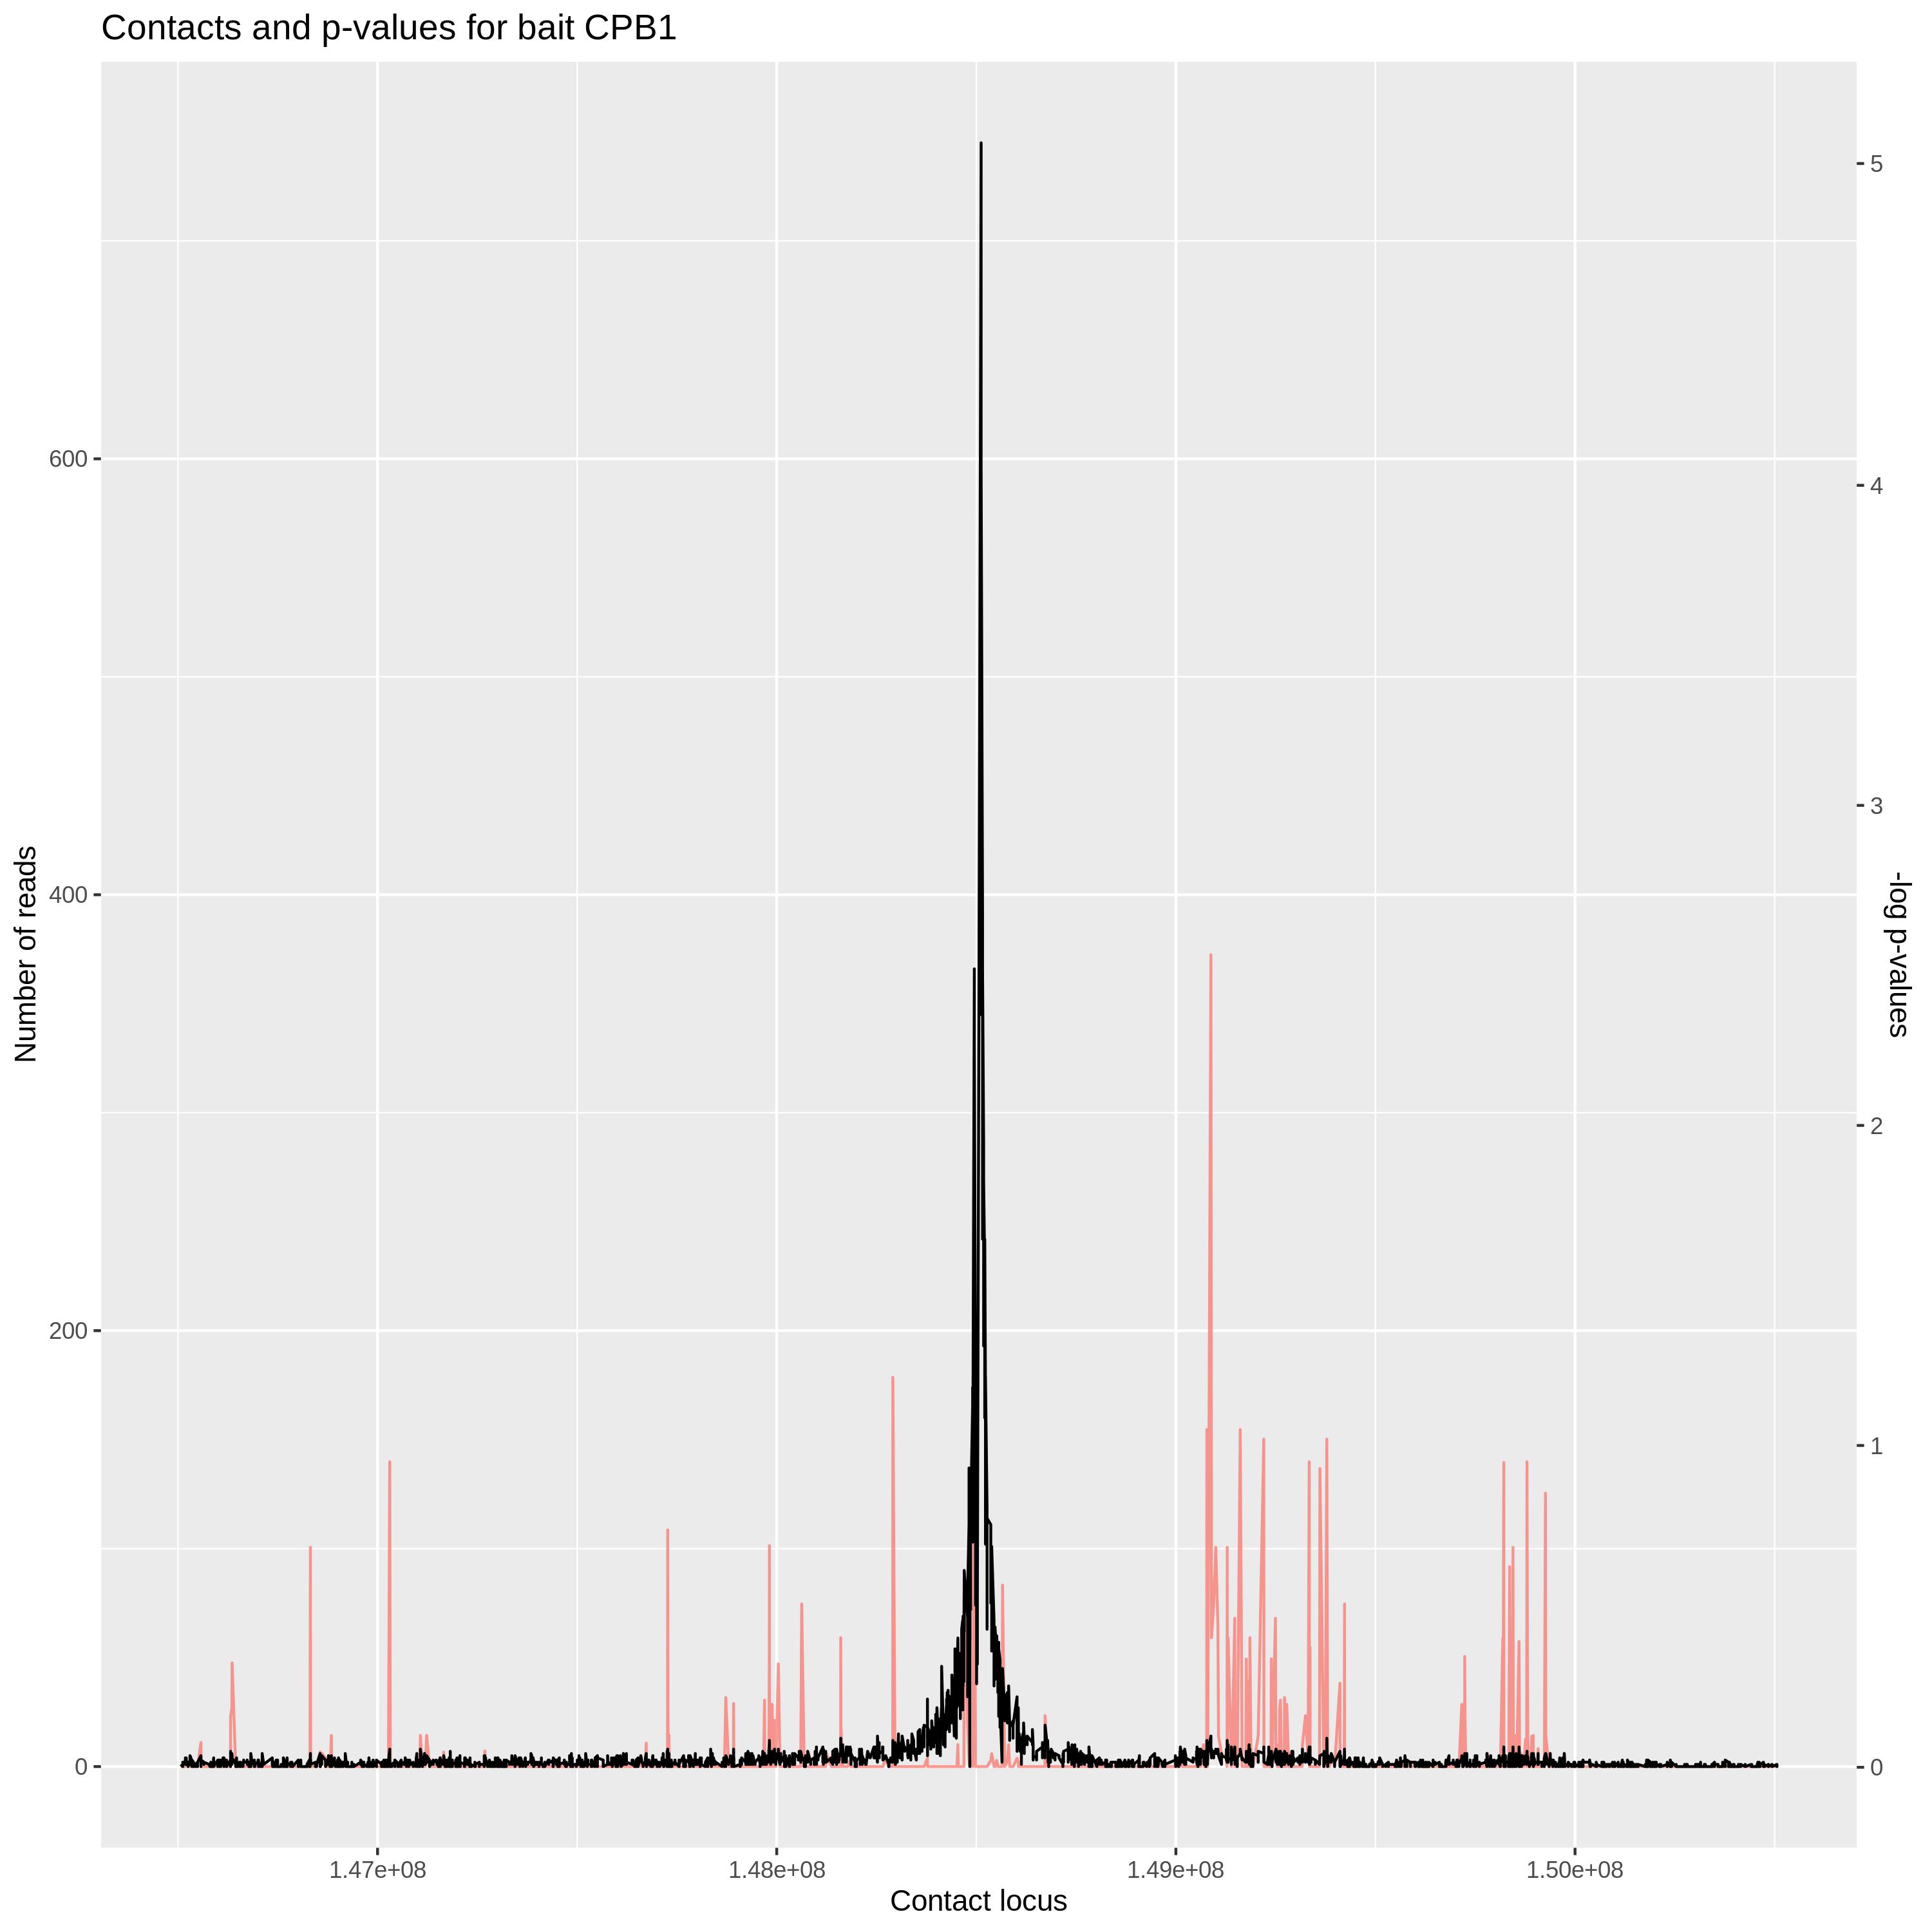 Contacts and p-values for bait CPB1
Number of reads
600
400
200
0
5
4
3
2
1
0
-log p-values
1.47e+08
1.48e+08
1.49e+08
1.50e+08
Contact locus